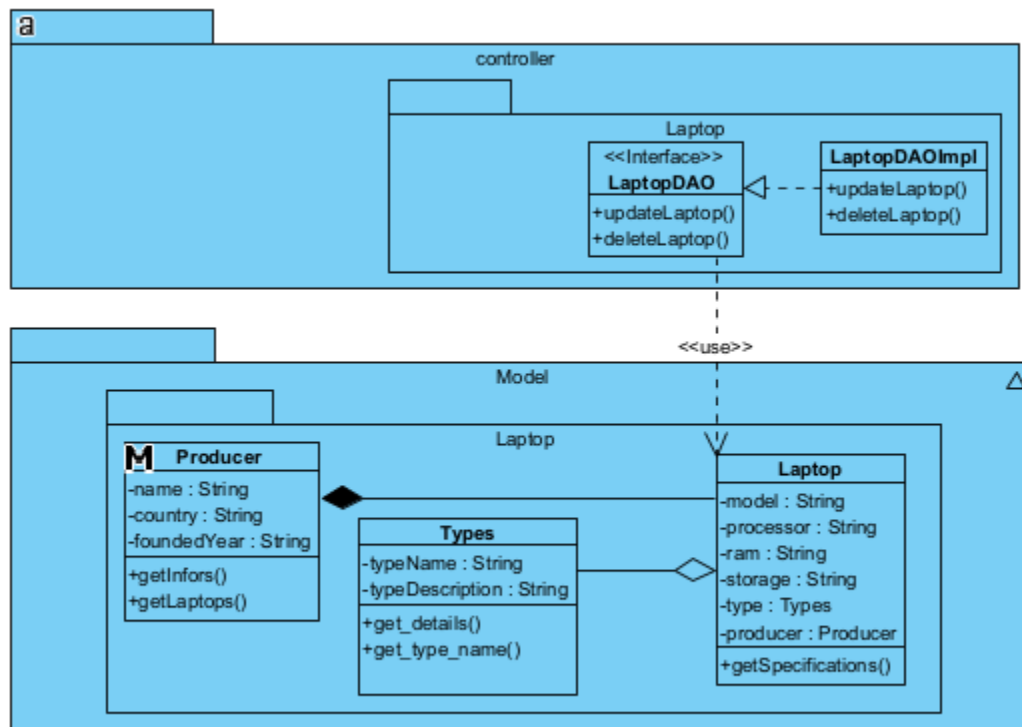 a
controller
Laptop
<<Interface>>
LaptopDAO
+updateLaptop()
+deleteLaptop()
LaptopDAOImpl
+updateLaptop()
+deleteLaptop()
<<use>>
Model
Laptop
M
Producer
-name : String
-country : String
-foundedYear : String
+getInfors()
+getLaptops()
Types
-typeName : String
-typeDescription : String
+get_details()
+get_type_name()
Laptop
-model : String
-processor : String
-ram : String
-storage : String
-type : Types
-producer : Producer
+getSpecifications()